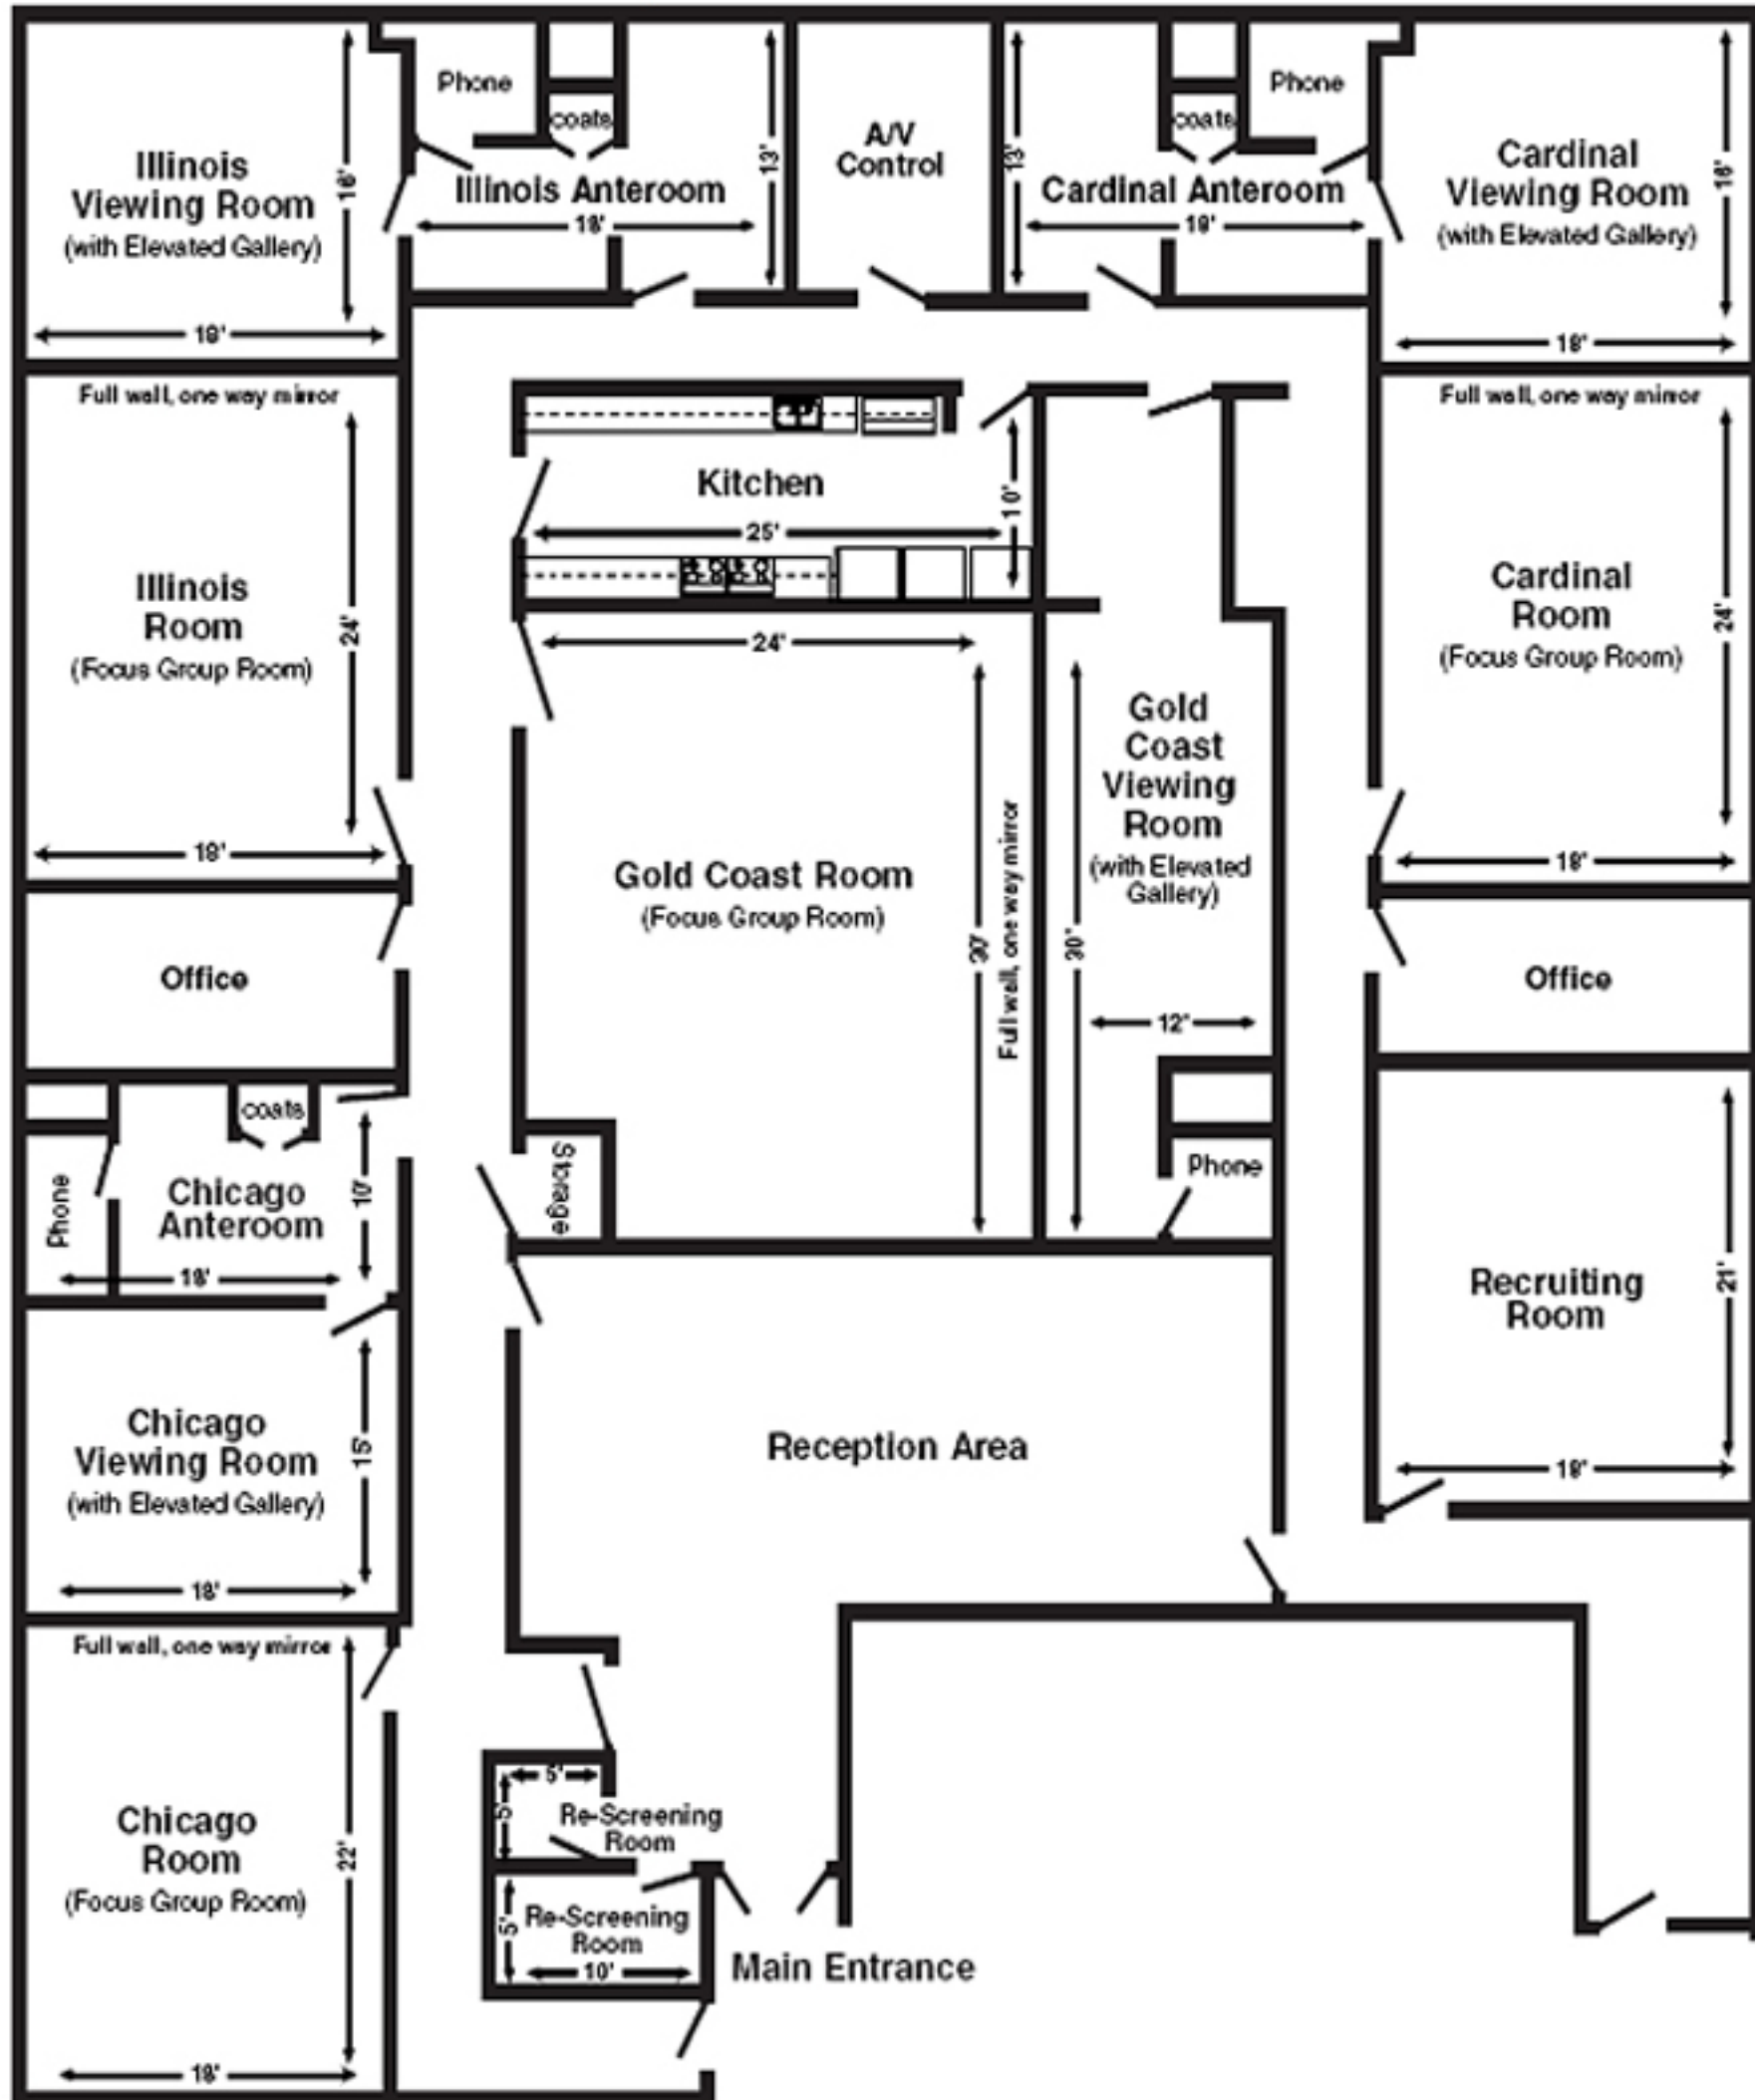 Phone
coats
Illinois
Viewing Room
(with Elevated Gallery)
16'
18'
Illinois Anteroom
18'
13'
A/V
Control
13'
coats
Phone
Cardinal Anteroom
18'
Cardinal
Viewing Room
(with Elevated Gallery)
16'
18'
Full wall, one way mirror
Illinois
Room
(Focus Group Room)
24'
18'
Kitchen
25'
10'
Full wall, one way mirror
Cardinal
Room
(Focus Group Room)
24'
18'
24'
Gold Coast Room
(Focus Group Room)
30'
Full wall, one way mirror
Gold
Coast
Viewing
Room
(with Elevated
Gallery)
30"
12'
Phone
Storage
Office
Office
coats
Phone
Chicago
Anteroom
10'
18'
Chicago
Viewing Room
(with Elevated Gallery)
15'
18'
Reception Area
Recruiting
Room
21'
18'
Full wall, one way mirror
Chicago
Room
(Focus Group Room)
22'
18'
5'
5'
Re-Screening
Room
5'
Re-Screening
Room
10'
Main Entrance